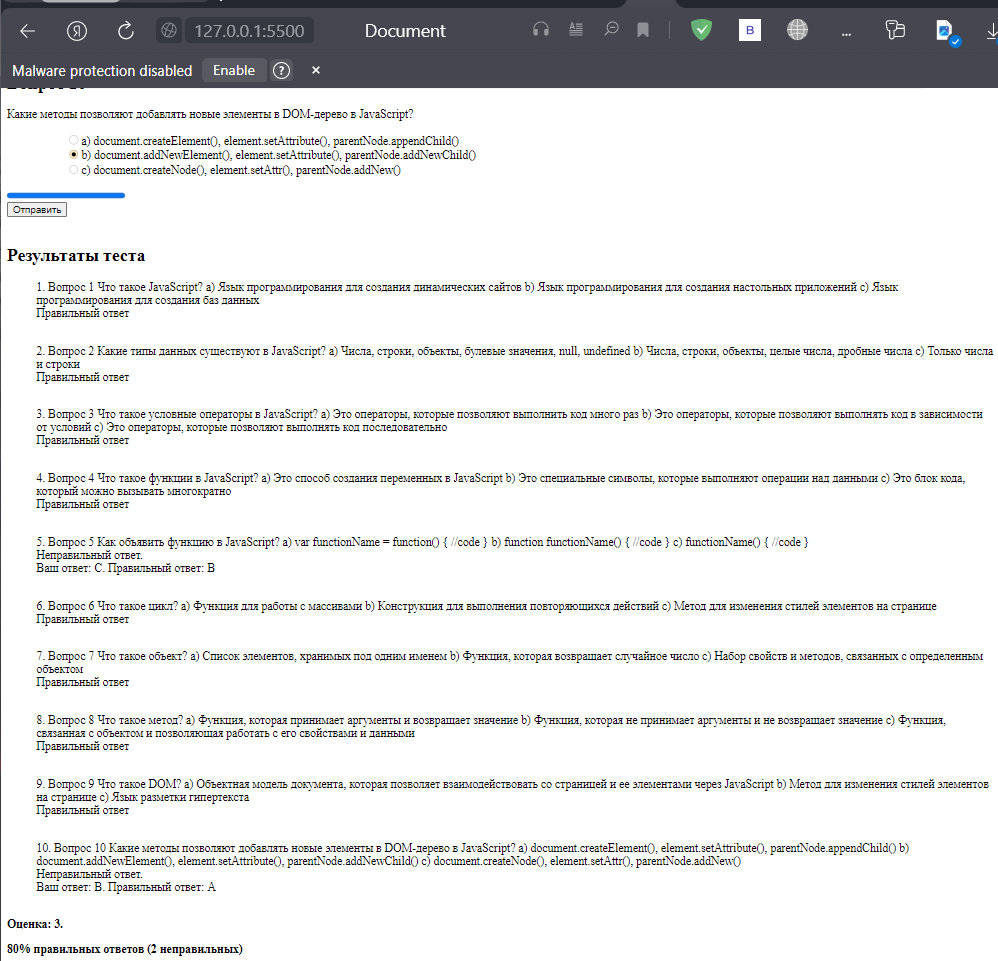 127.0.0.1:5500
Document
B
...
Malware protection disabled
Enable
?
Какие методы позволяют добавлять новые элементы в DOM-дерево в JavaScript?
a) document.createElement(), element.setAttribute(), parentNode.appendChild()
b) document.addNewElement(), element.setAttribute(), parentNode.addNewChild()
c) document.createNode(), element.setAttr(), parentNode.addNew()
Отправить
Результаты теста
1. Вопрос 1 Что такое JavaScript? a) Язык программирования для создания динамических сайтов b) Язык программирования для создания настольных приложений c) Язык
программирования для создания баз данных
Правильный ответ
2. Вопрос 2 Какие типы данных существуют в JavaScript? a) Числа, строки, объекты, булевые значения, null, undefined b) Числа, строки, объекты, целые числа, дробные числа c) Только числа
и строки
Правильный ответ
3. Вопрос 3 Что такое условные операторы в JavaScript? a) Это операторы, которые позволяют выполнить код много раз b) Это операторы, которые позволяют выполнять код в зависимости
от условий c) Это операторы, которые позволяют выполнять код последовательно
Правильный ответ
4. Вопрос 4 Что такое функции в JavaScript? a) Это способ создания переменных в JavaScript b) Это специальные символы, которые выполняют операции над данными c) Это блок кода,
который можно вызывать многократно
Правильный ответ
5. Вопрос 5 Как объявить функцию в JavaScript? a) var functionName = function() { //code } b) function functionName() { //code } c) functionName() { //code }
Неправильный ответ.
Ваш ответ: C. Правильный ответ: B
6. Вопрос 6 Что такое цикл? a) Функция для работы с массивами b) Конструкция для выполнения повторяющихся действий c) Метод для изменения стилей элементов на странице
Правильный ответ
7. Вопрос 7 Что такое объект? a) Список элементов, хранимых под одним именем b) Функция, которая возвращает случайное число c) Набор свойств и методов, связанных с определенным
объектом
Правильный ответ
8. Вопрос 8 Что такое метод? a) Функция, которая принимает аргументы и возвращает значение b) Функция, которая не принимает аргументы и не возвращает значение c) Функция,
связанная с объектом и позволяющая работать с его свойствами и данными
Правильный ответ
9. Вопрос 9 Что такое DOM? a) Объектная модель документа, которая позволяет взаимодействовать со страницей и ее элементами через JavaScript b) Метод для изменения стилей элементов
на странице c) Язык разметки гипертекста
Правильный ответ
10. Вопрос 10 Какие методы позволяют добавлять новые элементы в DOM-дерево в JavaScript? a) document.createElement(), element.setAttribute(), parentNode.appendChild() b)
document.addNewElement(), element.setAttribute(), parentNode.addNewChild() c) document.createNode(), element.setAttr(), parentNode.addNew()
Неправильный ответ.
Ваш ответ: B. Правильный ответ: A
Оценка: 3.
80% правильных ответов (2 неправильных)